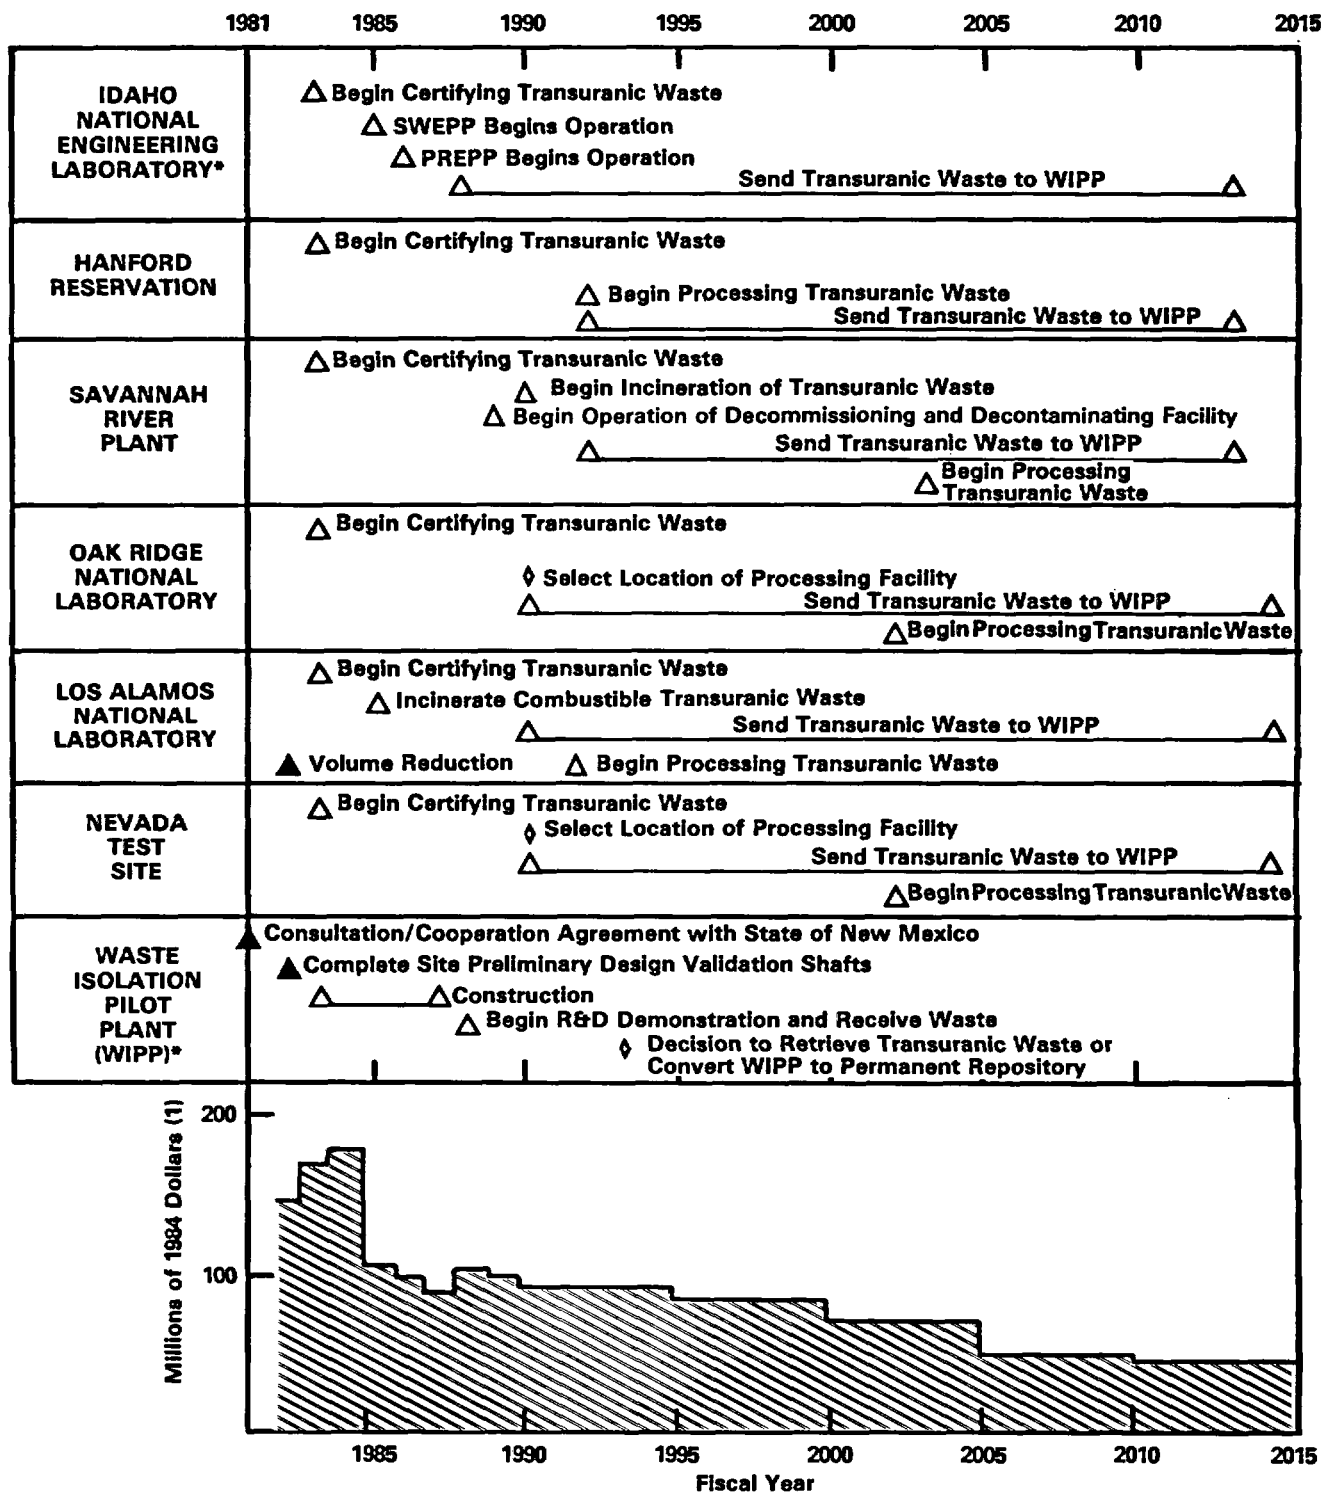 1981 1985 1990 1995 2000 2005 2010 2015
IDAHO
NATIONAL
ENGINEERING
LABORATORY*
Begin Certifying Transuranic Waste
SWEPP Begins Operation
PREPP Begins Operation
Send Transuranic Waste to WIPP
HANFORD
RESERVATION
Begin Certifying Transuranic Waste
Begin Processing Transuranic Waste
Send Transuranic Waste to WIPP
SAVANNAH
RIVER
PLANT
Begin Certifying Transuranic Waste
Begin Incineration of Transuranic Waste
Begin Operation of Decommissioning and Decontaminating Facility
Send Transuranic Waste to WIPP
Begin Processing
Transuranic Waste
OAK RIDGE
NATIONAL
LABORATORY
Begin Certifying Transuranic Waste
Select Location of Processing Facility
Send Transuranic Waste to WIPP
Begin Processing Transuranic Waste
LOS ALAMOS
NATIONAL
LABORATORY
Begin Certifying Transuranic Waste
Incinerate Combustible Transuranic Waste
Send Transuranic Waste to WIPP
Volume Reduction Begin Processing Transuranic Waste
NEVADA
TEST
SITE
Begin Certifying Transuranic Waste
Select Location of Processing Facility
Send Transuranic Waste to WIPP
Begin Processing Transuranic Waste
WASTE
ISOLATION
PILOT
PLANT
(WIPP)*
Consultation/Cooperation Agreement with State of New Mexico
Complete Site Preliminary Design Validation Shafts
Construction
Begin R&D Demonstration and Receive Waste
Decision to Retrieve Transuranic Waste or
Convert WIPP to Permanent Repository
Millions of 1984 Dollars (1)
200
100
1985 1990 1995 2000 2005 2010 2015
Fiscal Year